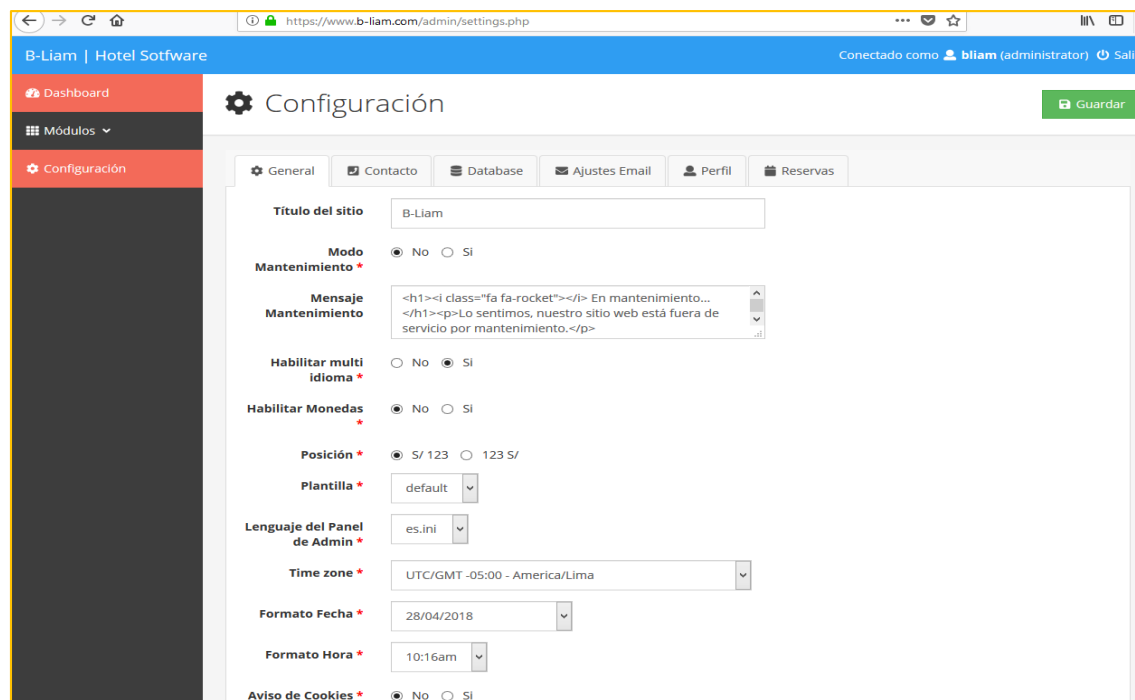 https://www.b-liam.com/admin/settings.php
B-Liam | Hotel Sotfware
Conectado como bliam (administrator) Sali
Dashboard
Módulos
Configuración
Configuración
Guardar
General Contacto Database Ajustes Email Perfil Reservas
Título del sitio B-Liam
Modo
Mantenimiento * No Si
Mensaje
Mantenimiento
<h1><i class="fa fa-rocket"></i> En mantenimiento...
</h1><p>Lo sentimos, nuestro sitio web está fuera de
servicio por mantenimiento.</p>
Habilitar multi
idioma * No Si
Habilitar Monedas
* No Si
Posición * S/ 123 123 S/
Plantilla * default
Lenguaje del Panel
de Admin * es.ini
Time zone * UTC/GMT -05:00 - America/Lima
Formato Fecha * 28/04/2018
Formato Hora * 10:16am
Aviso de Cookies * No Si